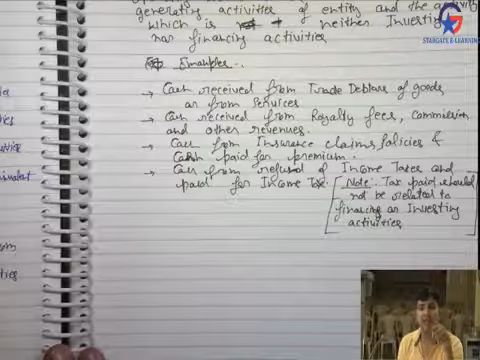 generating activities of entity and the activity
which is neither Investing
nor financing activities
Examples..
→ Cash received from Trade Debtors of goods
or from services
→ Cash received from Royalty fees, commission
and other revenues.
→ Cash from Insurance claims, Policies &
Cash paid for premium.
→ Cash from refusal of Income Taxes and
paid for Income Tax. [Note: Tax paid should
not be related to
financing or Investing
activities]
STARGATE E-LEARNING